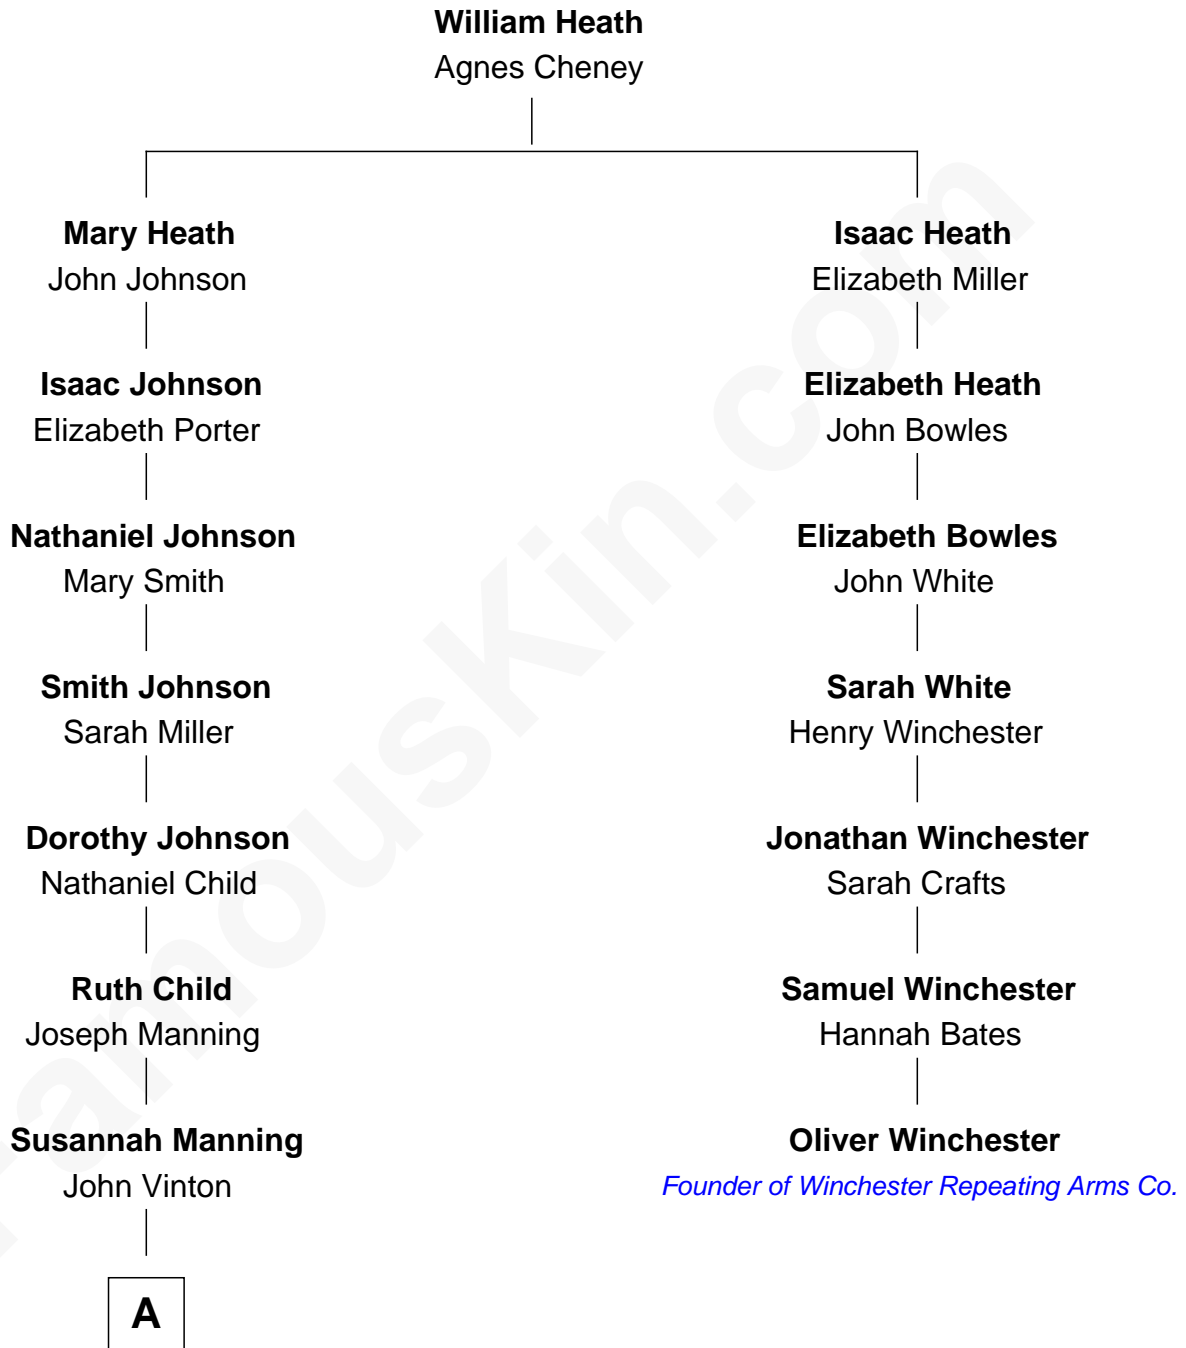 William Heath
Agnes Cheney
Mary Heath
John Johnson
Isaac Heath
Elizabeth Miller
Isaac Johnson
Elizabeth Porter
Elizabeth Heath
John Bowles
Nathaniel Johnson
Mary Smith
Elizabeth Bowles
John White
Smith Johnson
Sarah Miller
Sarah White
Henry Winchester
Dorothy Johnson
Nathaniel Child
Jonathan Winchester
Sarah Crafts
Ruth Child
Joseph Manning
Samuel Winchester
Hannah Bates
Susannah Manning
John Vinton
Oliver Winchester
Founder of Winchester Repeating Arms Co.
A
FamousKin.com